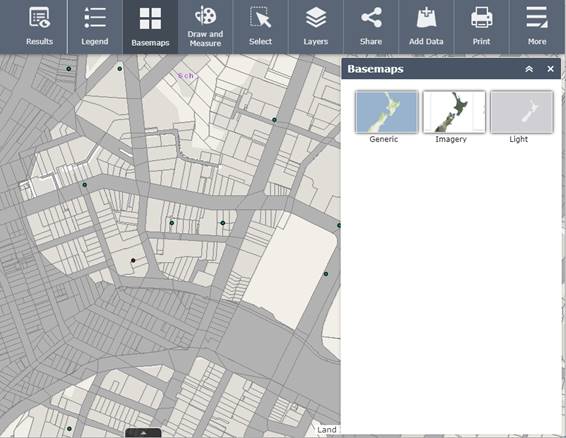 Results
Legend
Basemaps
Draw and
Measure
Select
Layers
Share
Add Data
Print
More
Sch
Basemaps
Generic
Imagery
Light
Land